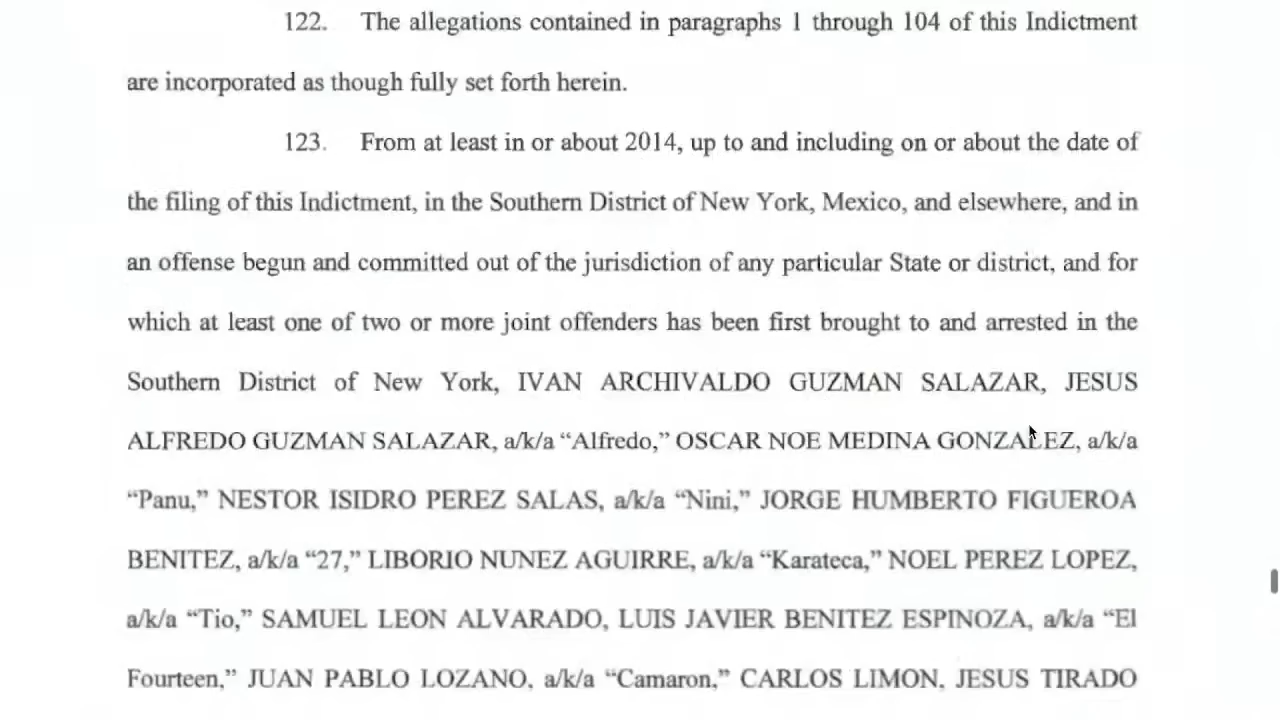 122. The allegations contained in paragraphs 1 through 104 of this Indictment
are incorporated as though fully set forth herein.
123. From at least in or about 2014, up to and including on or about the date of
the filing of this Indictment, in the Southern District of New York, Mexico, and elsewhere, and in
an offense begun and committed out of the jurisdiction of any particular State or district, and for
which at least one of two or more joint offenders has been first brought to and arrested in the
Southern District of New York, IVAN ARCHIVALDO GUZMAN SALAZAR, JESUS
ALFREDO GUZMAN SALAZAR, a/k/a “Alfredo,” OSCAR NOE MEDINA GONZALEZ, a/k/a
“Panu,” NESTOR ISIDRO PEREZ SALAS, a/k/a “Nini,” JORGE HUMBERTO FIGUEROA
BENITEZ, a/k/a “27,” LIBORIO NUNEZ AGUIRRE, a/k/a “Karateca,” NOEL PEREZ LOPEZ,
a/k/a “Tio,” SAMUEL LEON ALVARADO, LUIS JAVIER BENITEZ ESPINOZA, a/k/a “El
Fourteen,” JUAN PABLO LOZANO, a/k/a “Camaron,” CARLOS LIMON, JESUS TIRADO